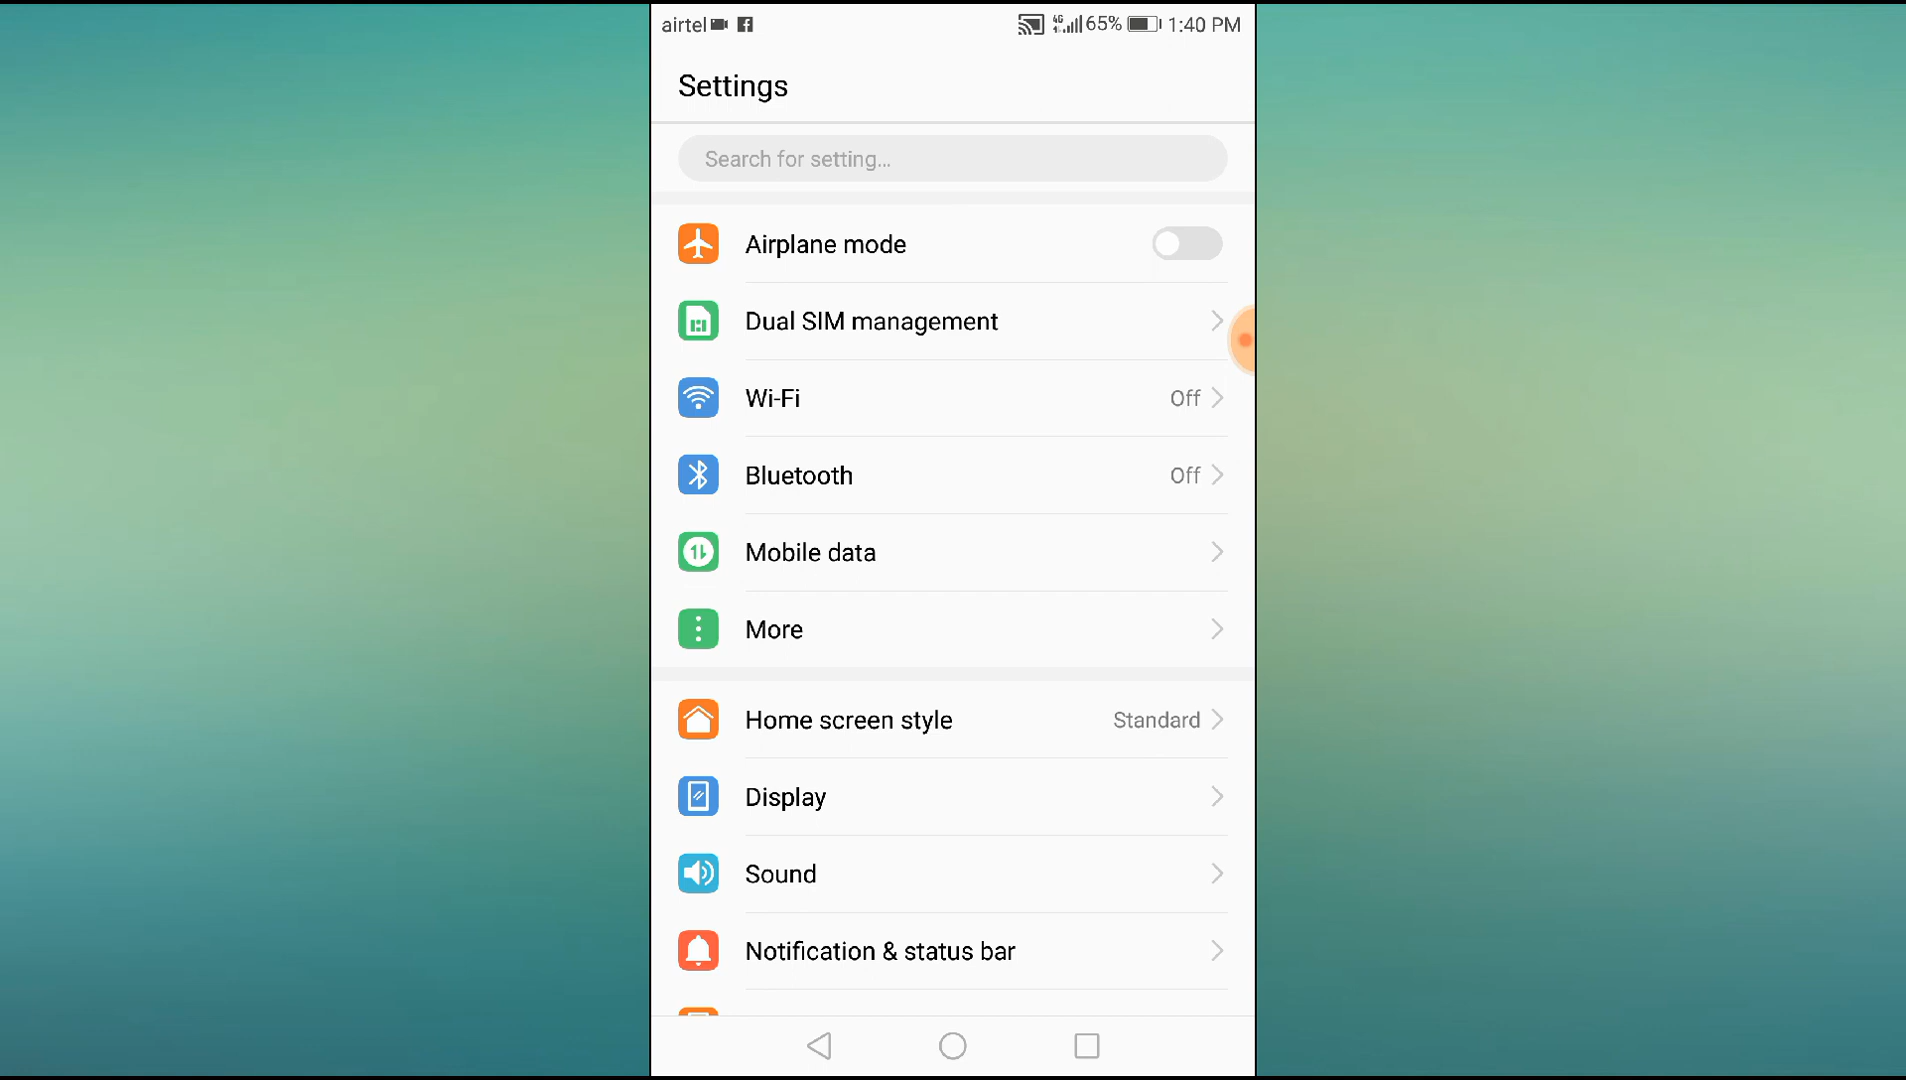 airtel 4G 65% 1:40 PM
Settings
Search for setting...
Airplane mode
Dual SIM management
Wi-Fi Off
Bluetooth Off
Mobile data
More
Home screen style Standard
Display
Sound
Notification & status bar